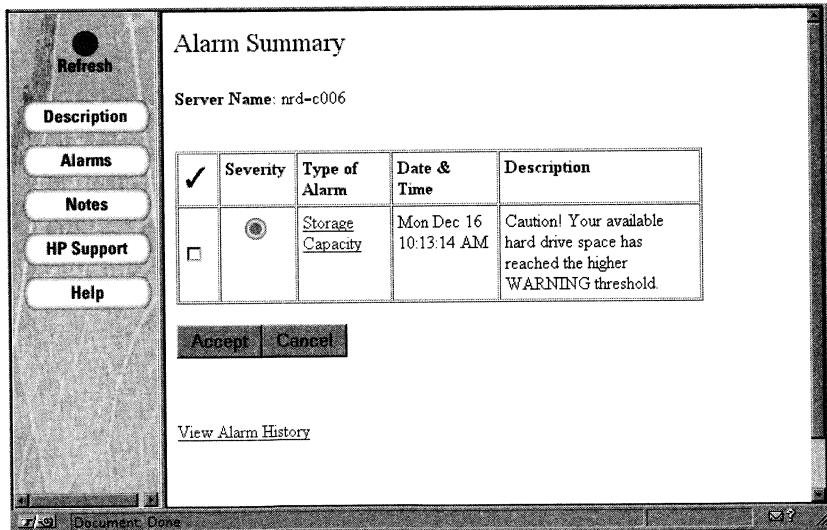 Refresh
Description
Alarms
Notes
HP Support
Help
Alarm Summary
Server Name: nrd-c006
✓
Severity
Type of
Alarm
Date &
Time
Description
Storage
Capacity
Mon Dec 16
10:13:14 AM
Caution! Your available
hard drive space has
reached the higher
WARNING threshold.
Accept
Cancel
View Alarm History
Document: Done
?